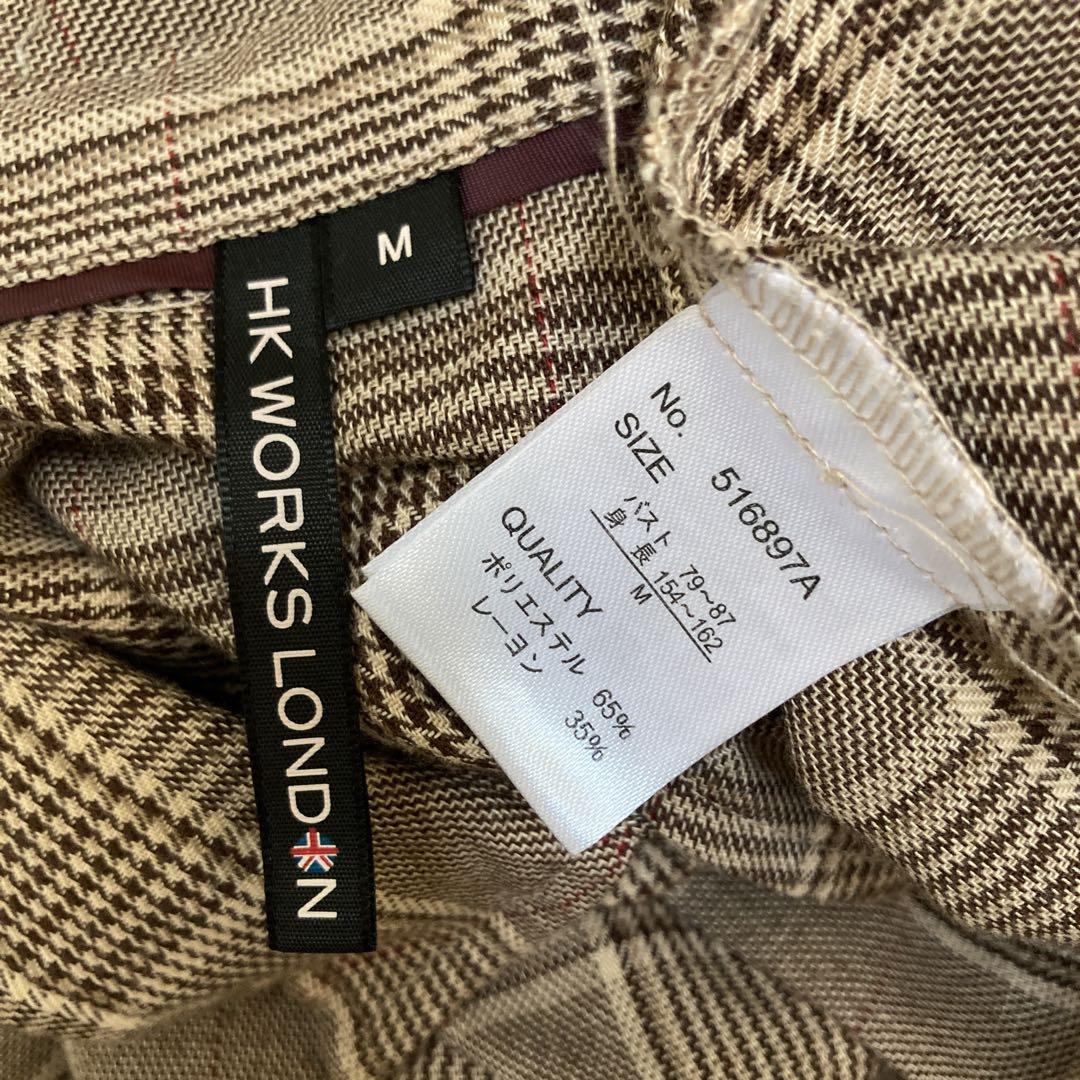 M
HK WORKS LONDON
No. 516897A
SIZE
バスト 79~87
身長 154~162
M
QUALITY
ポリエステル 65%
レーヨン 35%